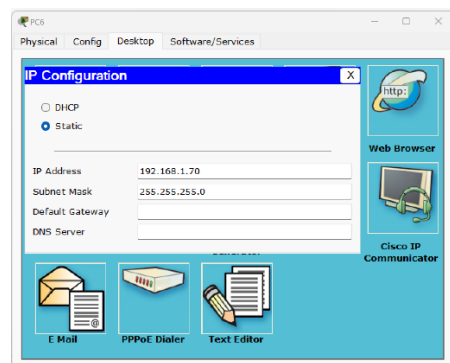 PC6
Physical Config Desktop Software/Services
IP Configuration X
DHCP
Static
IP Address 192.168.1.70
Subnet Mask 255.255.255.0
Default Gateway
DNS Server
http:
Web Browser
Cisco IP
Communicator
E Mail
PPPoE Dialer
Text Editor